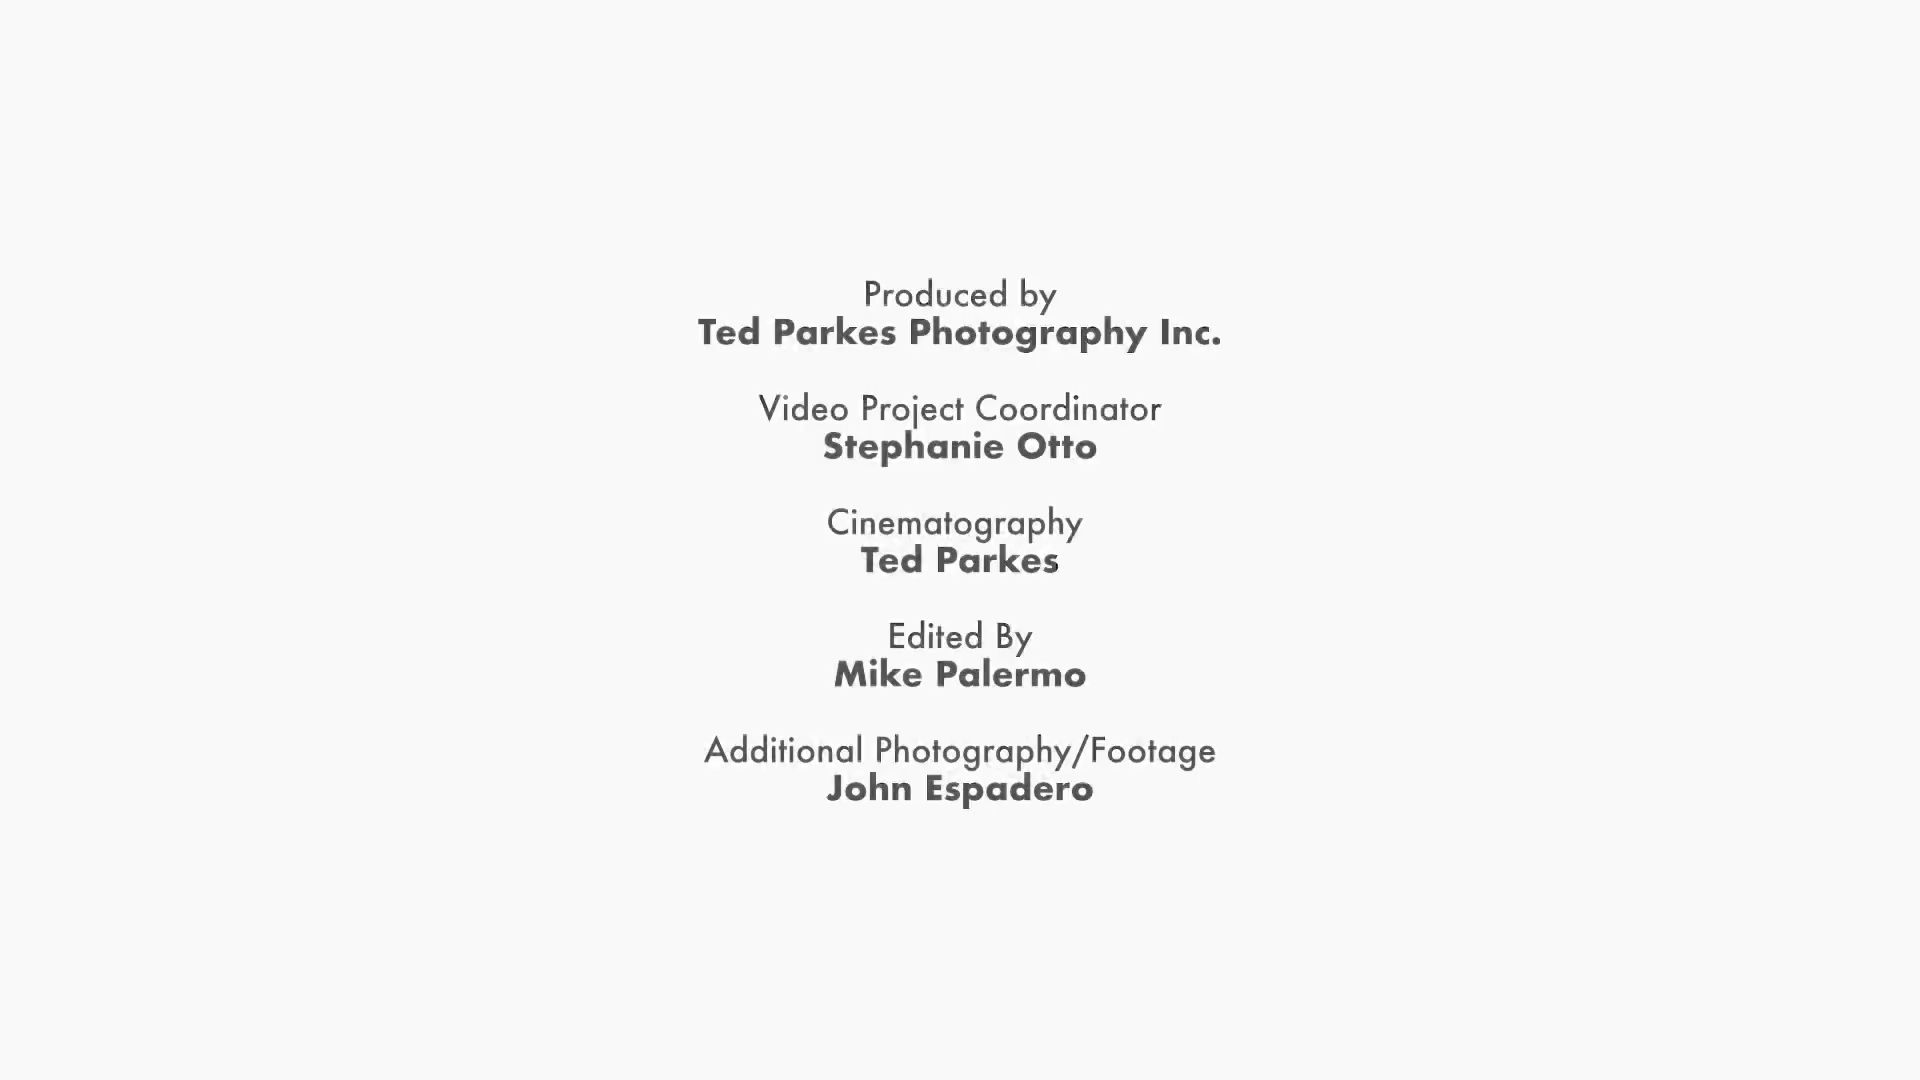 Produced by
Ted Parkes Photography Inc.
Video Project Coordinator
Stephanie Otto
Cinematography
Ted Parkes
Edited By
Mike Palermo
Additional Photography/Footage
John Espadero